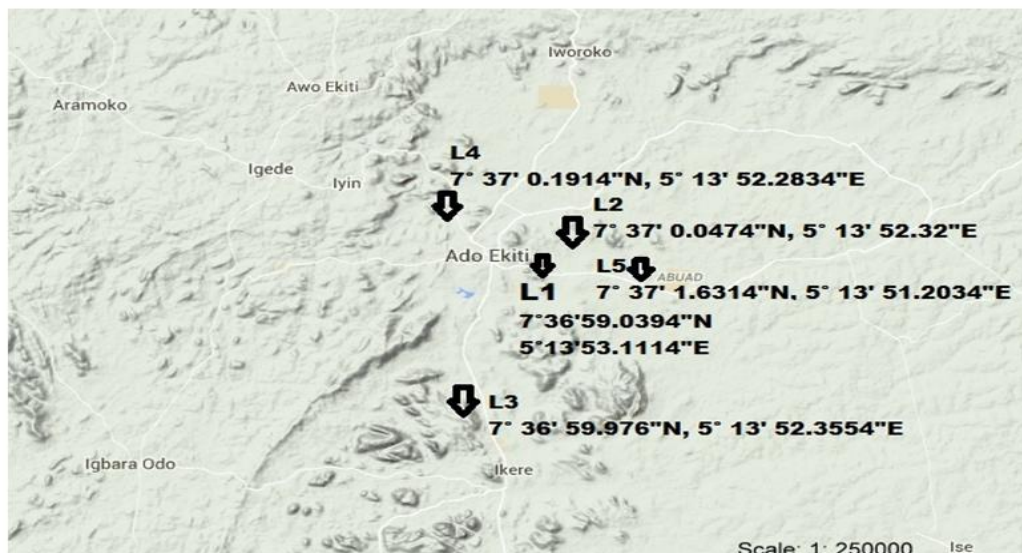 Iworoko
Awo Ekiti
Aramoko
L4
Igede
7° 37' 0.1914"N, 5° 13' 52.2834"E
Iyin
L2
7° 37' 0.0474"N, 5° 13' 52.32"E
Ado Ekiti
L5
ABUAD
L1
7° 37' 1.6314"N, 5° 13' 51.2034"E
7°36'59.0394"N
5°13'53.1114"E
L3
7° 36' 59.976"N, 5° 13' 52.3554"E
Igbara Odo
Ikere
Scale: 1: 250000
Ise